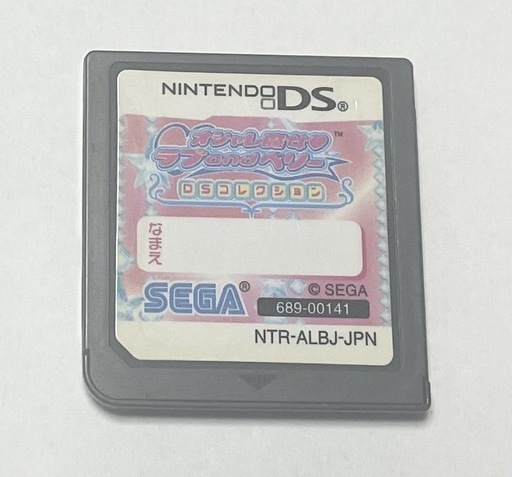 NINTENDO DS®
オシャレ魔女♥™
ラブandベリー
DSコレクション
なまえ
SEGA®
© SEGA
689-00141
NTR-ALBJ-JPN